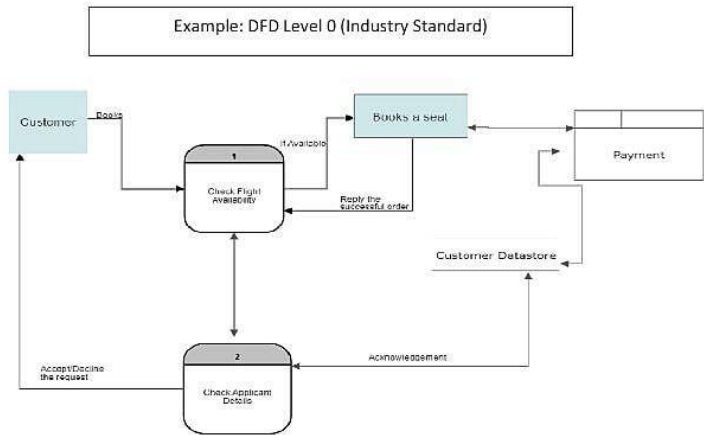 Example: DFD Level 0 (Industry Standard)
Customer
Books
Books a seat
If Available
Payment
1
Check Flight
Availability
Reply the
successful order
Customer Datastore
2
Acknowledgement
Accept/Decline
the request
Check Applicant
Details